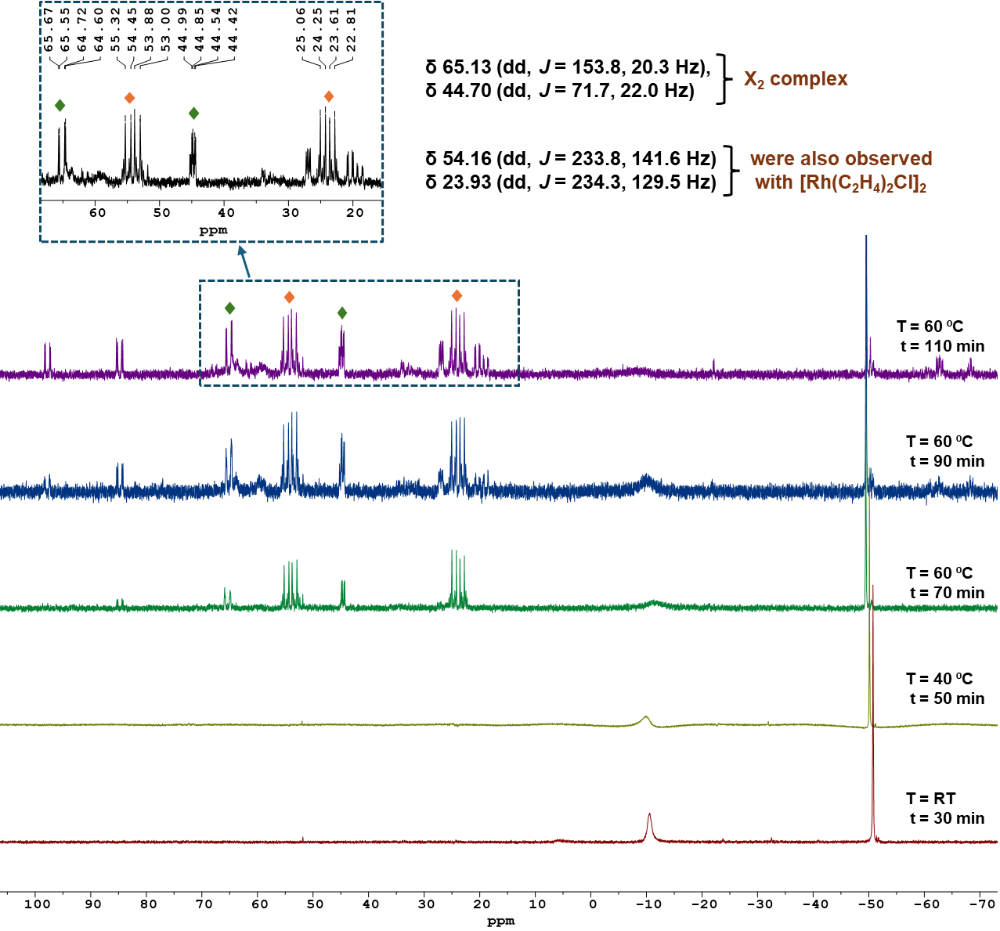 65.67
65.55
64.72
64.60
55.32
54.45
53.88
53.00
44.99
44.85
44.54
44.42
25.06
24.25
23.61
22.81
60 50 40 30 20
ppm
δ 65.13 (dd, J = 153.8, 20.3 Hz),
δ 44.70 (dd, J = 71.7, 22.0 Hz)
X₂ complex
δ 54.16 (dd, J = 233.8, 141.6 Hz)
δ 23.93 (dd, J = 234.3, 129.5 Hz)
were also observed
with [Rh(C₂H₄)₂Cl]₂
T = 60 ºC
t = 110 min
T = 60 ºC
t = 90 min
T = 60 ºC
t = 70 min
T = 40 ºC
t = 50 min
T = RT
t = 30 min
100 90 80 70 60 50 40 30 20 10 0 -10 -20 -30 -40 -50 -60 -70
ppm